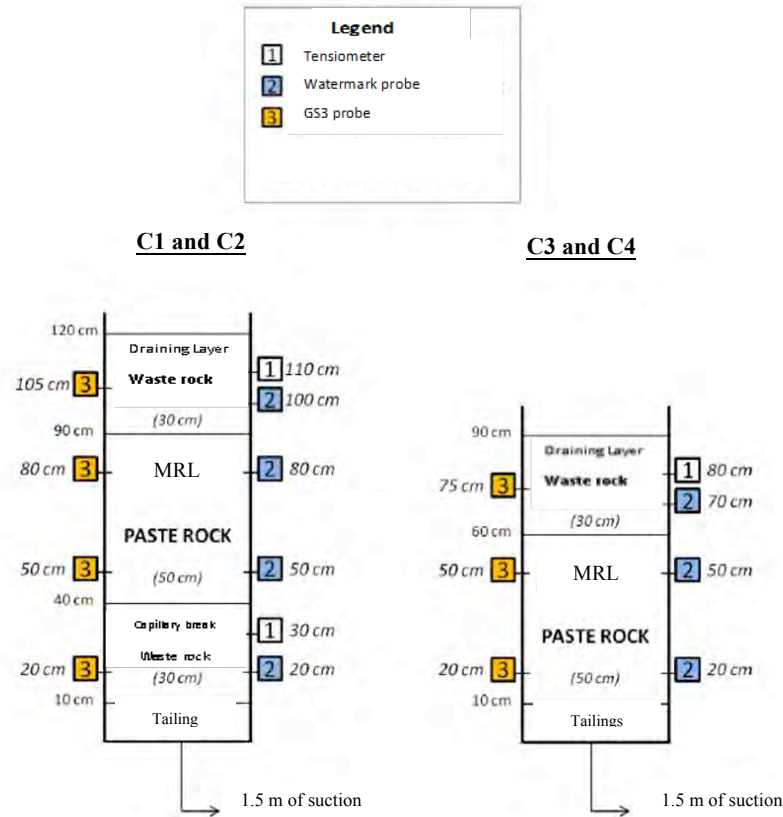 Legend
1 Tensiometer
2 Watermark probe
3 GS3 probe
C1 and C2
120 cm
Draining Layer
1 110 cm
105 cm 3
Waste rock
2 100 cm
(30 cm)
90 cm
80 cm 3
MRL
2 80 cm
PASTE ROCK
50 cm 3
2 50 cm
(50 cm)
40 cm
Capillary break
1 30 cm
Waste rock
20 cm 3
(30 cm)
2 20 cm
10 cm
Tailing
1.5 m of suction
C3 and C4
90 cm
Draining Layer
1 80 cm
75 cm 3
Waste rock
2 70 cm
(30 cm)
60 cm
50 cm 3
MRL
2 50 cm
PASTE ROCK
20 cm 3
(50 cm)
2 20 cm
10 cm
Tailings
1.5 m of suction